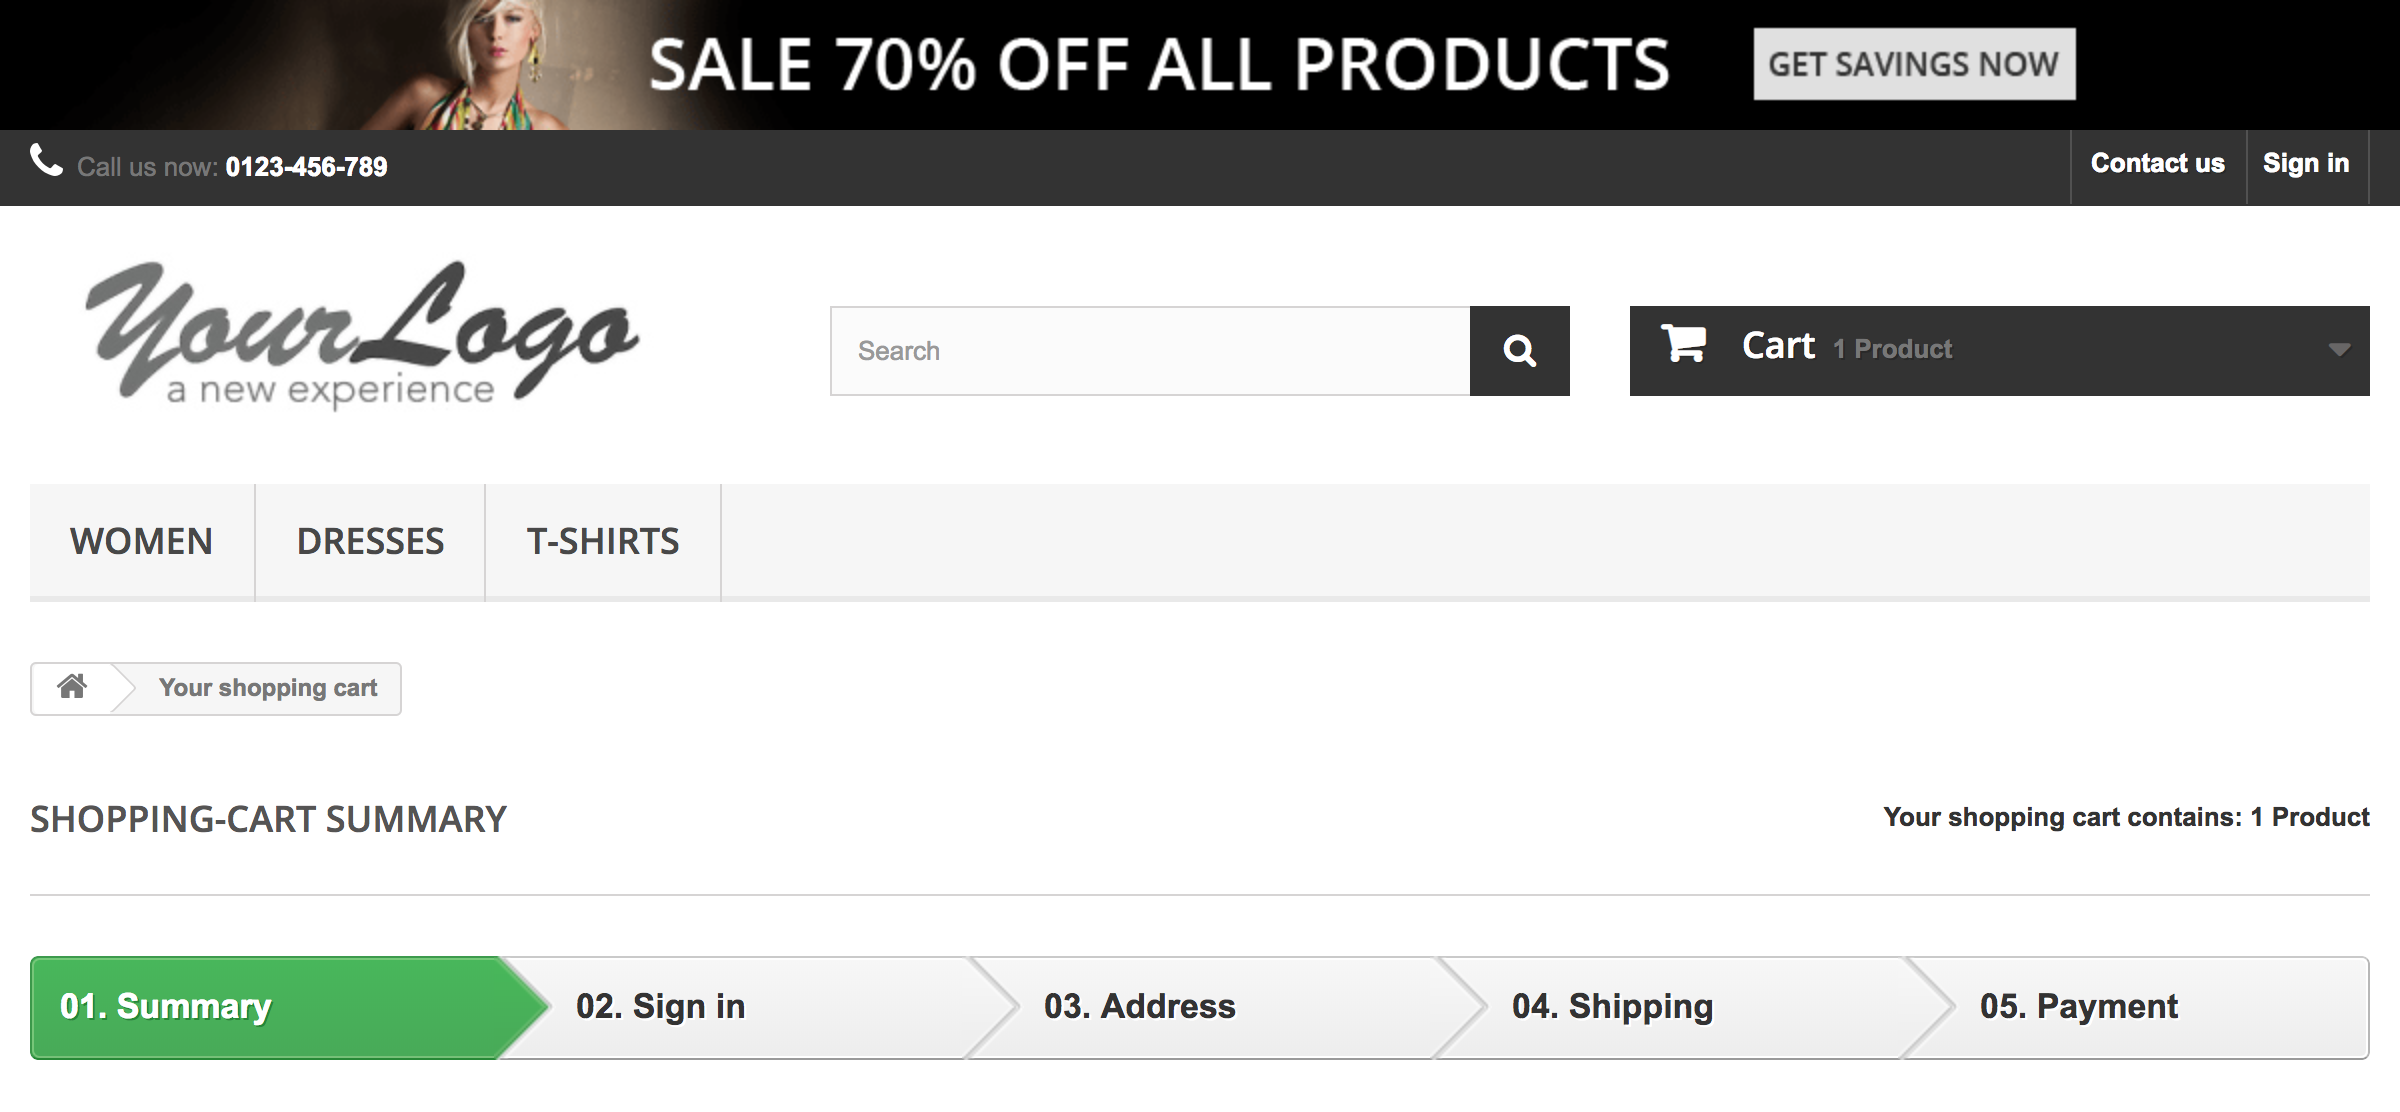 SALE 70% OFF ALL PRODUCTS
GET SAVINGS NOW
Call us now: 0123-456-789
Contact us
Sign in
YourLogo
a new experience
Search
Cart 1 Product
WOMEN
DRESSES
T-SHIRTS
Your shopping cart
SHOPPING-CART SUMMARY
Your shopping cart contains: 1 Product
01. Summary
02. Sign in
03. Address
04. Shipping
05. Payment